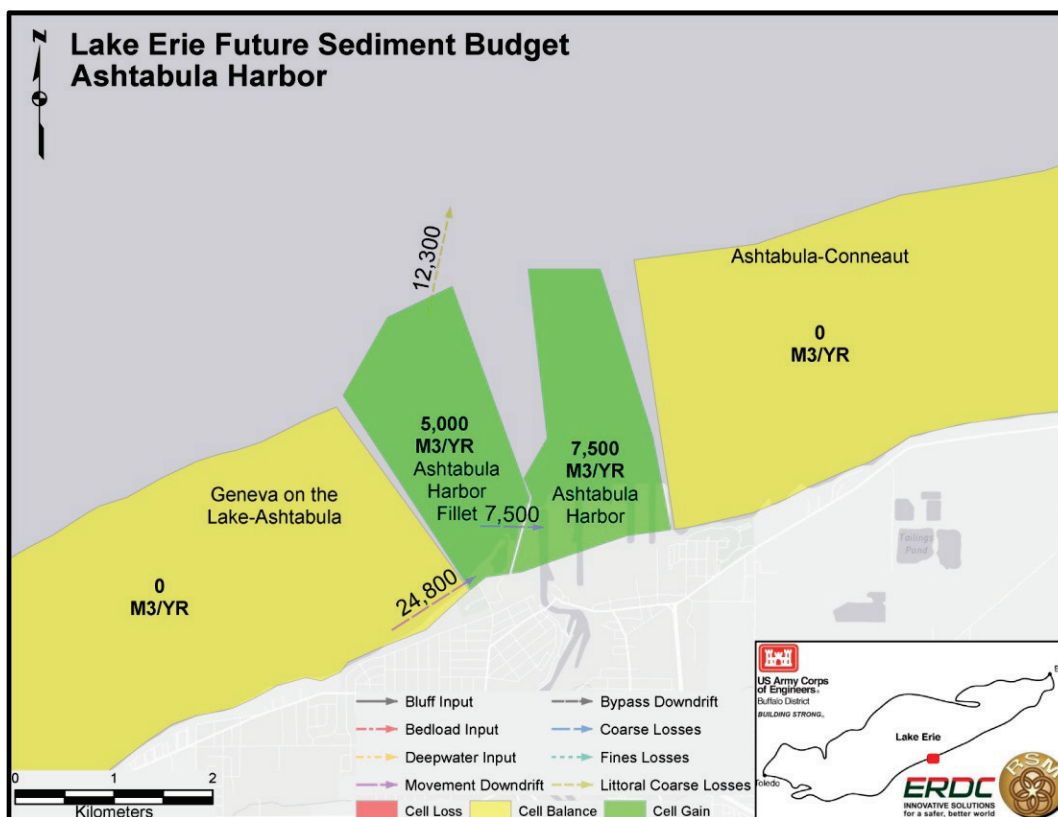 N
Lake Erie Future Sediment Budget
Ashtabula Harbor
12,300
Ashtabula-Conneaut
0
M3/YR
5,000
M3/YR
Ashtabula
Harbor
Fillet
7,500
7,500
M3/YR
Ashtabula
Harbor
Geneva on the
Lake-Ashtabula
0
M3/YR
24,800
Tailings
Pond
Bluff Input
Bypass Downdrift
Bedload Input
Coarse Losses
Deepwater Input
Fines Losses
Movement Downdrift
Littoral Coarse Losses
Cell Loss
Cell Balance
Cell Gain
0 1 2
Kilometers
US Army Corps
of Engineers®
Buffalo District
BUILDING STRONG®
Lake Erie
Toledo
ERDC
INNOVATIVE SOLUTIONS
for a safer, better world
RSM